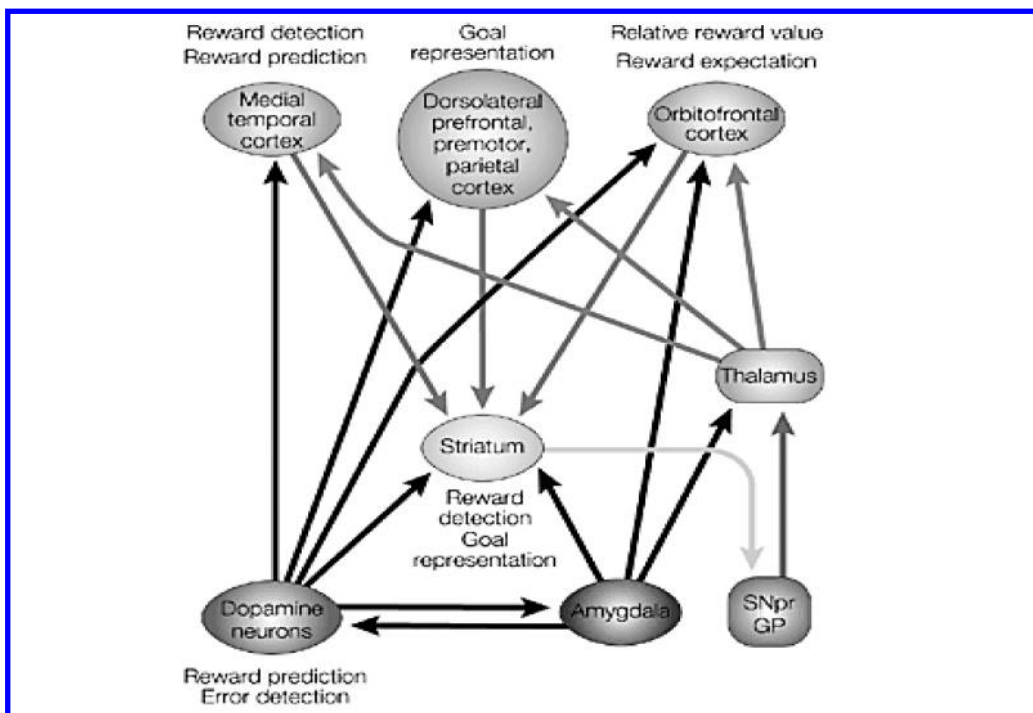 Reward detection
Reward prediction
Goal
representation
Relative reward value
Reward expectation
Medial
temporal
cortex
Dorsolateral
prefrontal,
premotor,
parietal
cortex
Orbitofrontal
cortex
Thalamus
Striatum
Reward
detection
Goal
representation
Dopamine
neurons
Amygdala
SNpr
GP
Reward prediction
Error detection